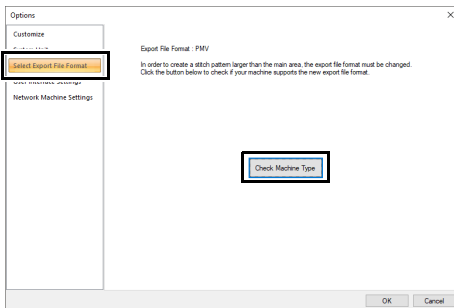 Options
Customize
Select Export File Format
User Interface Settings
Network Machine Settings
Export File Format : PMV
In order to create a stitch pattern larger than the main area, the export file format must be changed.
Click the button below to check if your machine supports the new export file format.
Check Machine Type
OK
Cancel